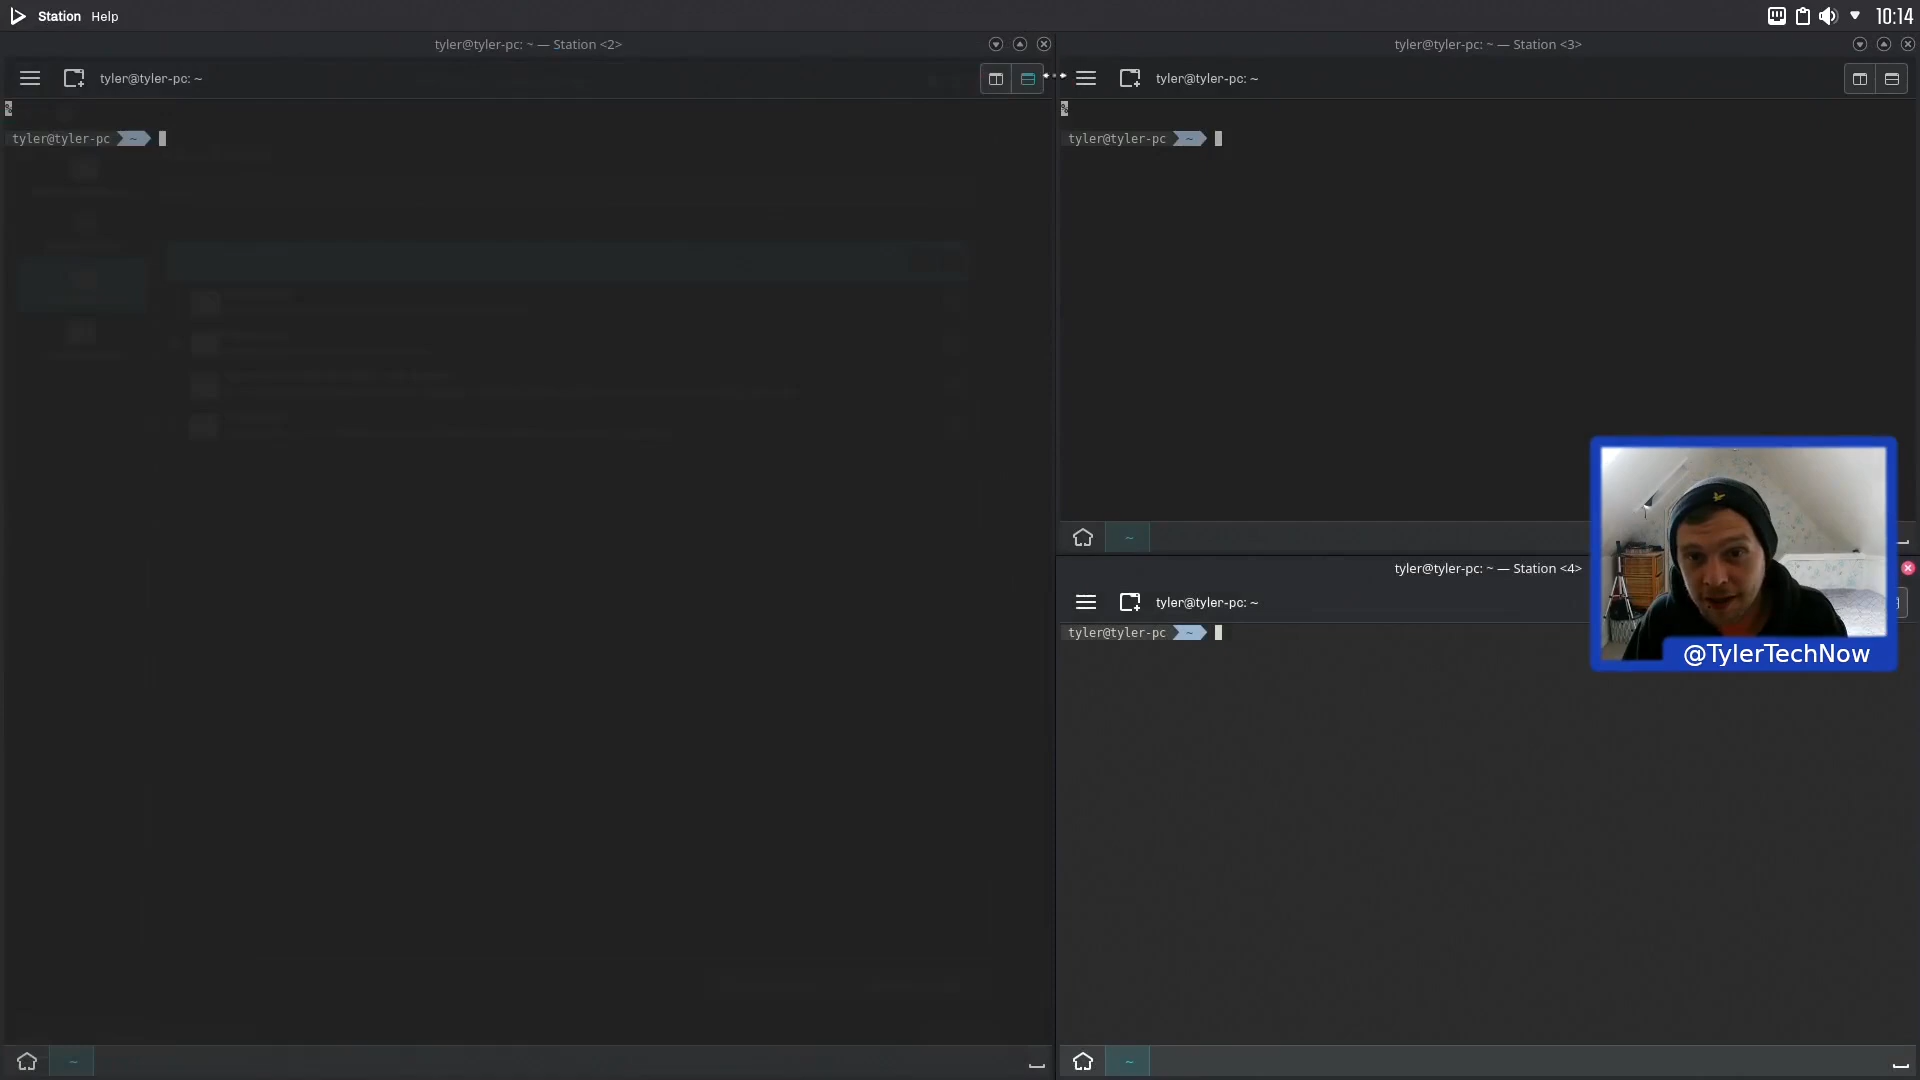 Station Help
10:14
tyler@tyler-pc: ~ — Station <2>
tyler@tyler-pc: ~
%
tyler@tyler-pc ~
~
tyler@tyler-pc: ~ — Station <3>
tyler@tyler-pc: ~
%
tyler@tyler-pc ~
~
tyler@tyler-pc: ~ — Station <4>
tyler@tyler-pc: ~
tyler@tyler-pc ~
~
@TylerTechNow